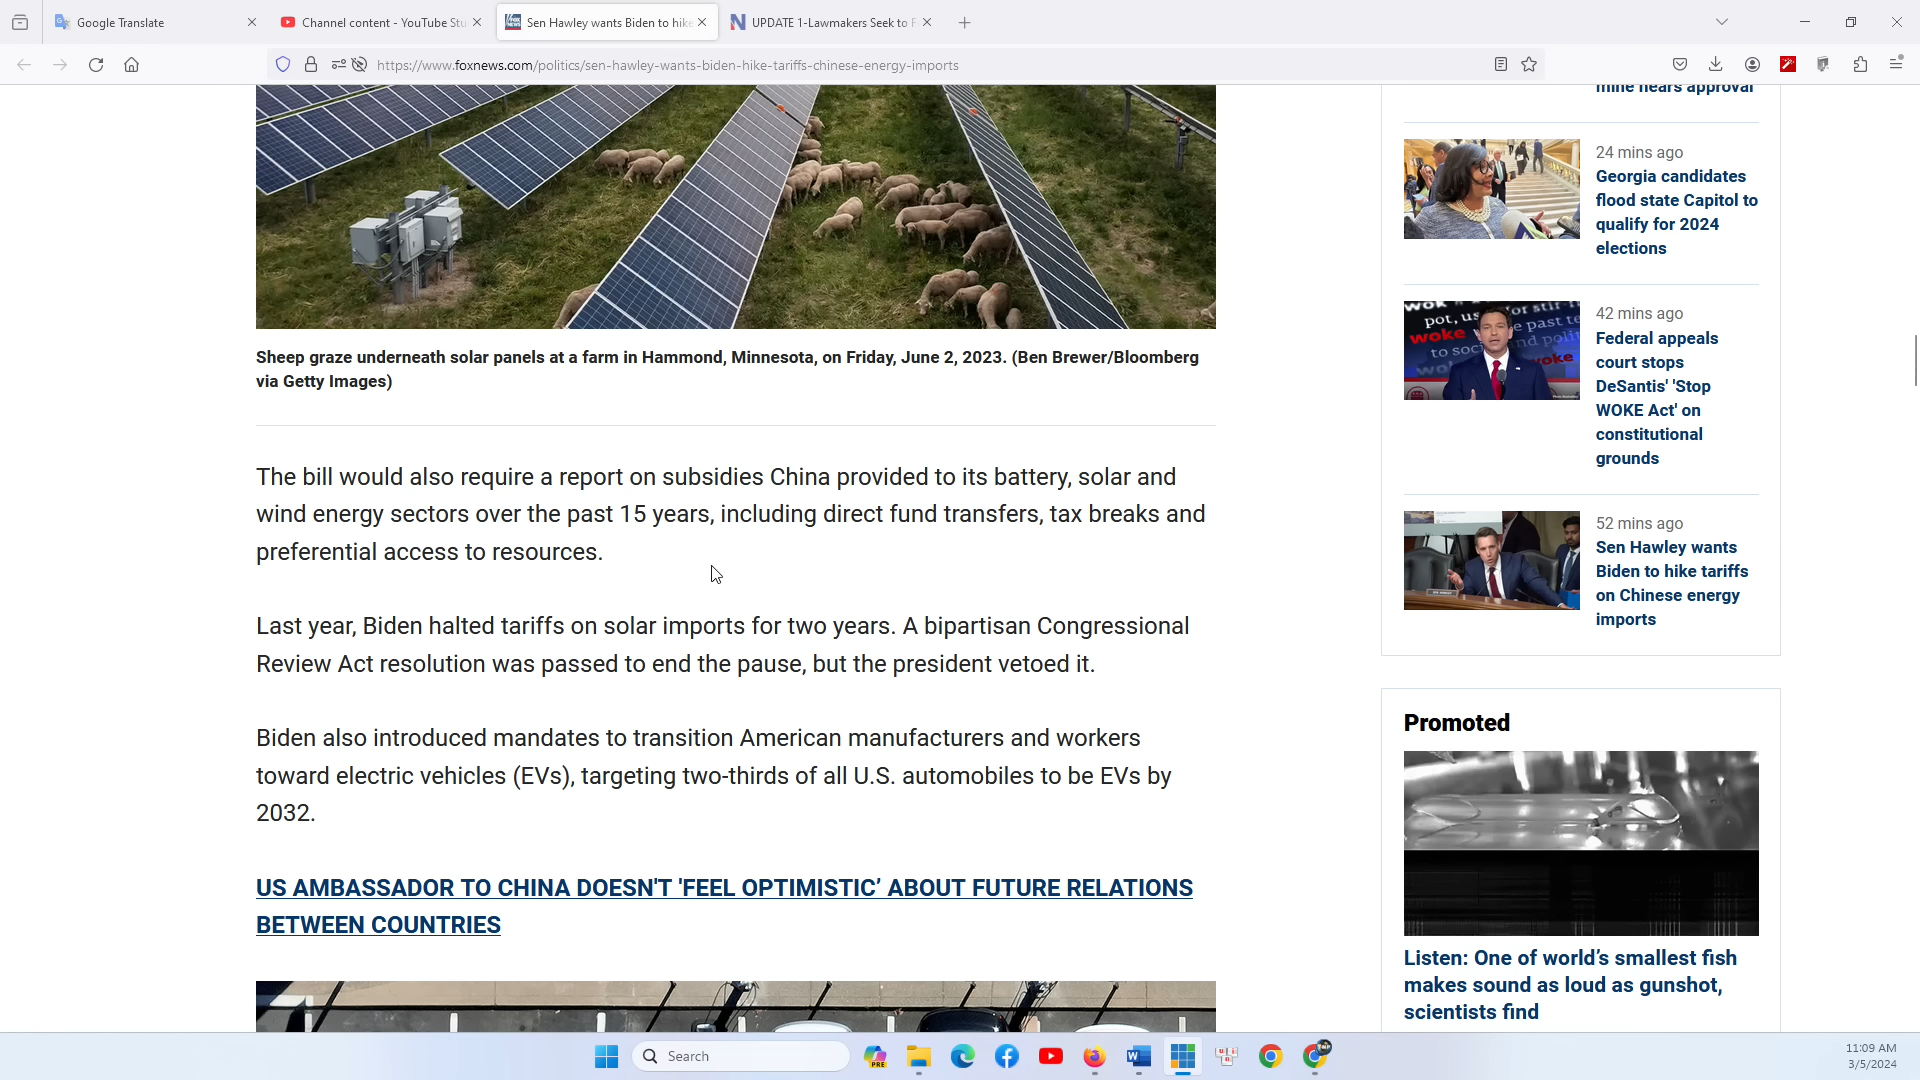 Google Translate
Channel content - YouTube Stu
Sen Hawley wants Biden to hike
UPDATE 1-Lawmakers Seek to F
https://www.foxnews.com/politics/sen-hawley-wants-biden-hike-tariffs-chinese-energy-imports
Sheep graze underneath solar panels at a farm in Hammond, Minnesota, on Friday, June 2, 2023. (Ben Brewer/Bloomberg
via Getty Images)
The bill would also require a report on subsidies China provided to its battery, solar and
wind energy sectors over the past 15 years, including direct fund transfers, tax breaks and
preferential access to resources.
Last year, Biden halted tariffs on solar imports for two years. A bipartisan Congressional
Review Act resolution was passed to end the pause, but the president vetoed it.
Biden also introduced mandates to transition American manufacturers and workers
toward electric vehicles (EVs), targeting two-thirds of all U.S. automobiles to be EVs by
2032.
US AMBASSADOR TO CHINA DOESN'T 'FEEL OPTIMISTIC’ ABOUT FUTURE RELATIONS
BETWEEN COUNTRIES
mine nears approval
24 mins ago
Georgia candidates
flood state Capitol to
qualify for 2024
elections
42 mins ago
Federal appeals
court stops
DeSantis' 'Stop
WOKE Act' on
constitutional
grounds
52 mins ago
Sen Hawley wants
Biden to hike tariffs
on Chinese energy
imports
Promoted
Listen: One of world’s smallest fish
makes sound as loud as gunshot,
scientists find
Search
11:09 AM
3/5/2024